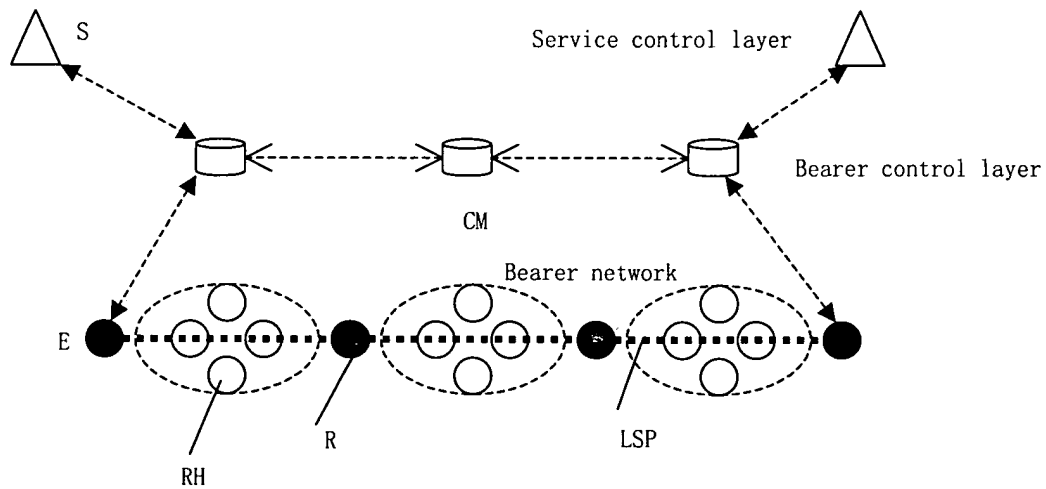 S
Service control layer
Bearer control layer
CM
Bearer network
E
R
LSP
RH